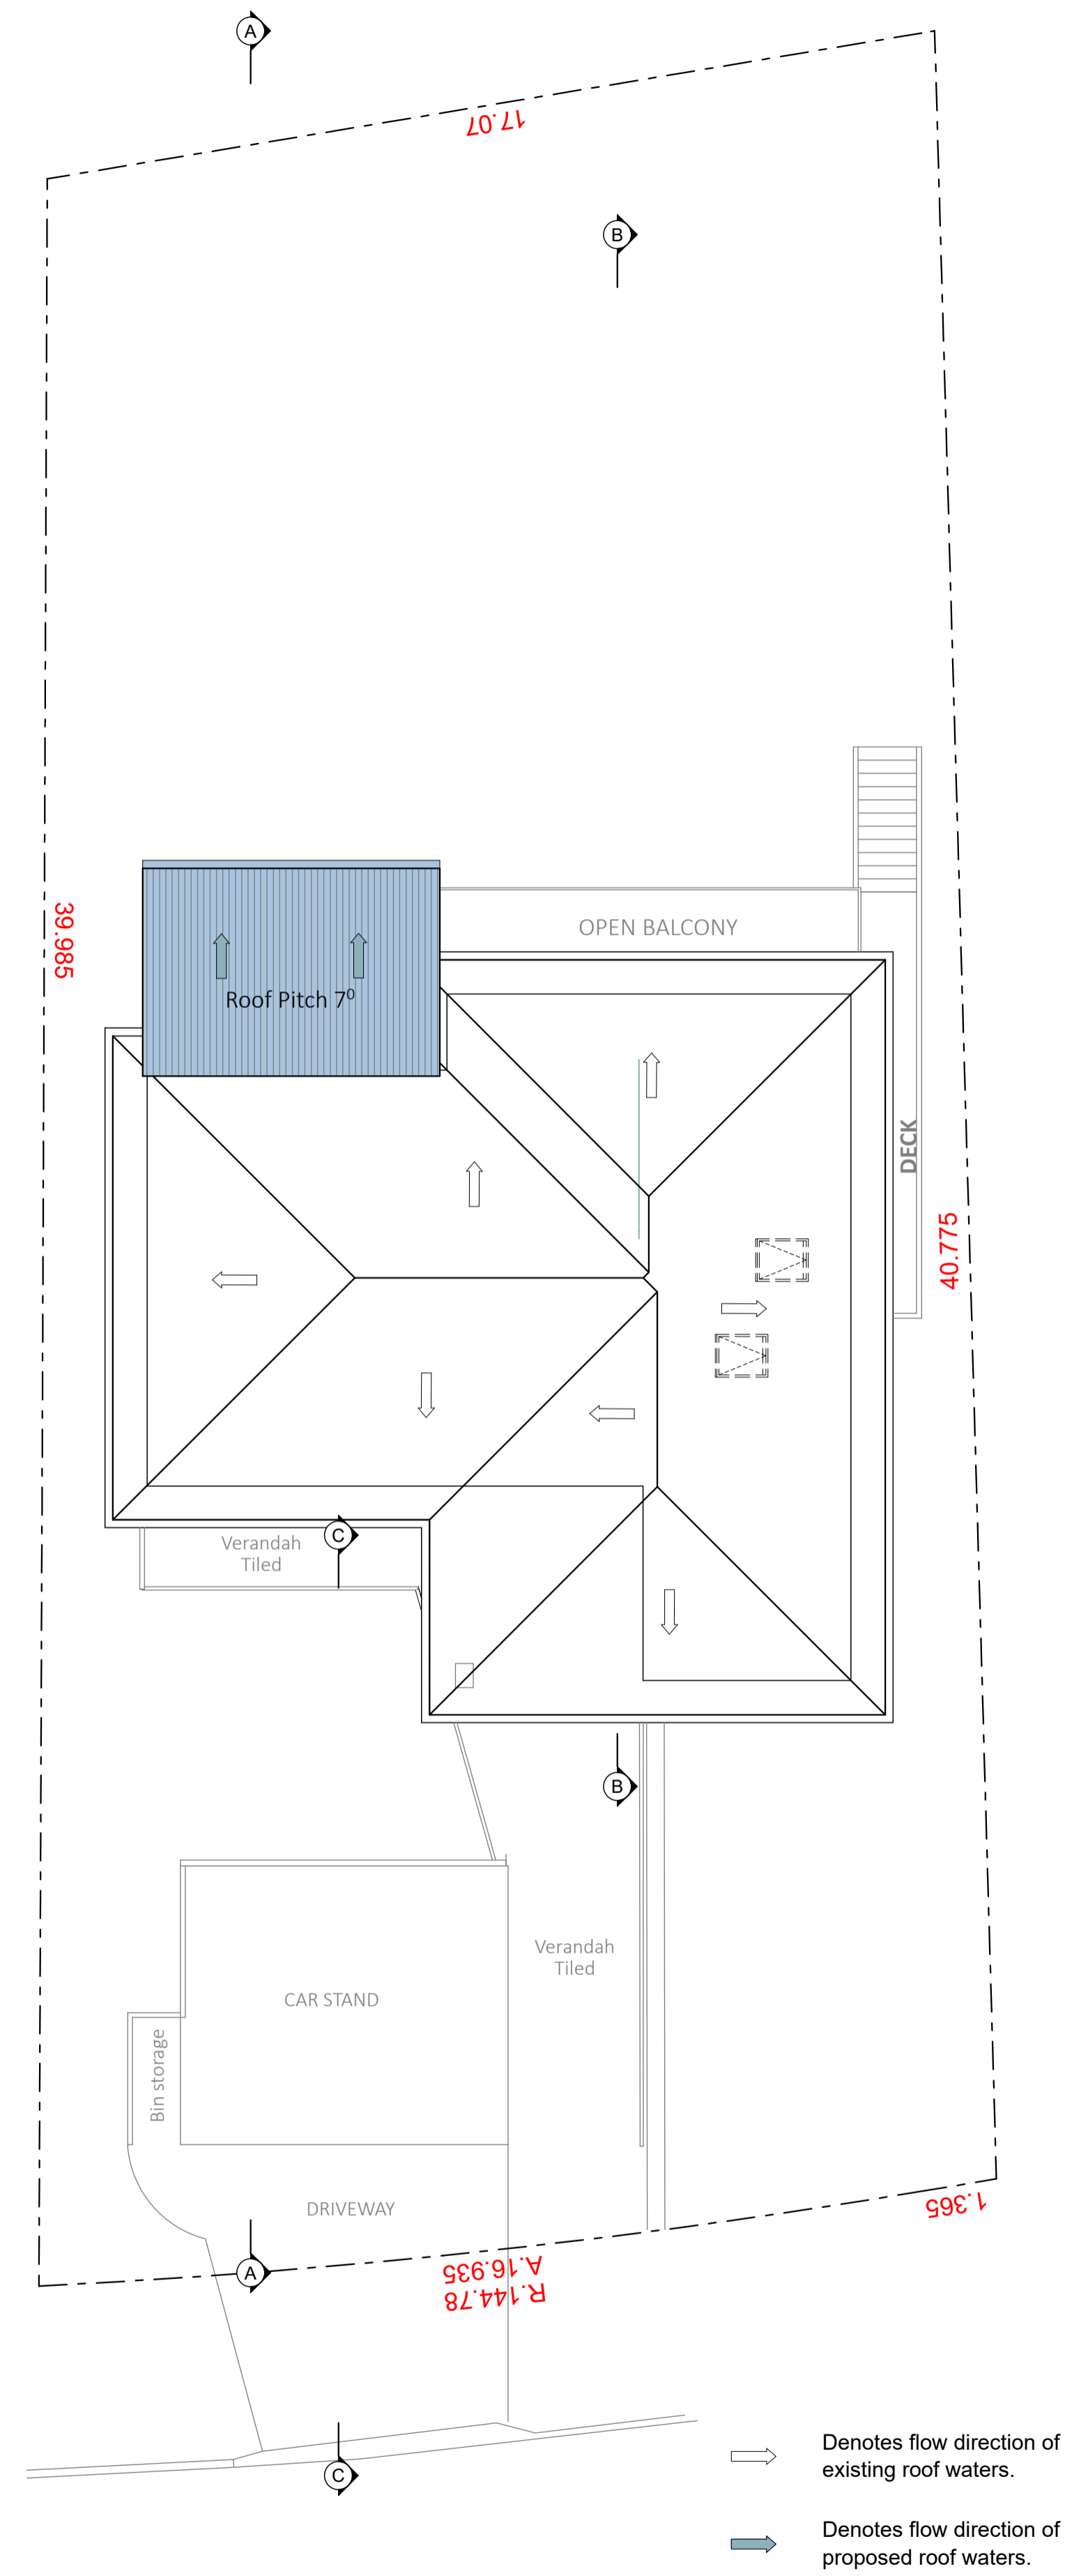 A
17.07
B
39.985
OPEN BALCONY
Roof Pitch 7⁰
DECK
40.775
C
Verandah
Tiled
B
Verandah
Tiled
CAR STAND
Bin storage
DRIVEWAY
1.365
A
A.16.935
R.144.78
C
Denotes flow direction of
existing roof waters.
Denotes flow direction of
proposed roof waters.